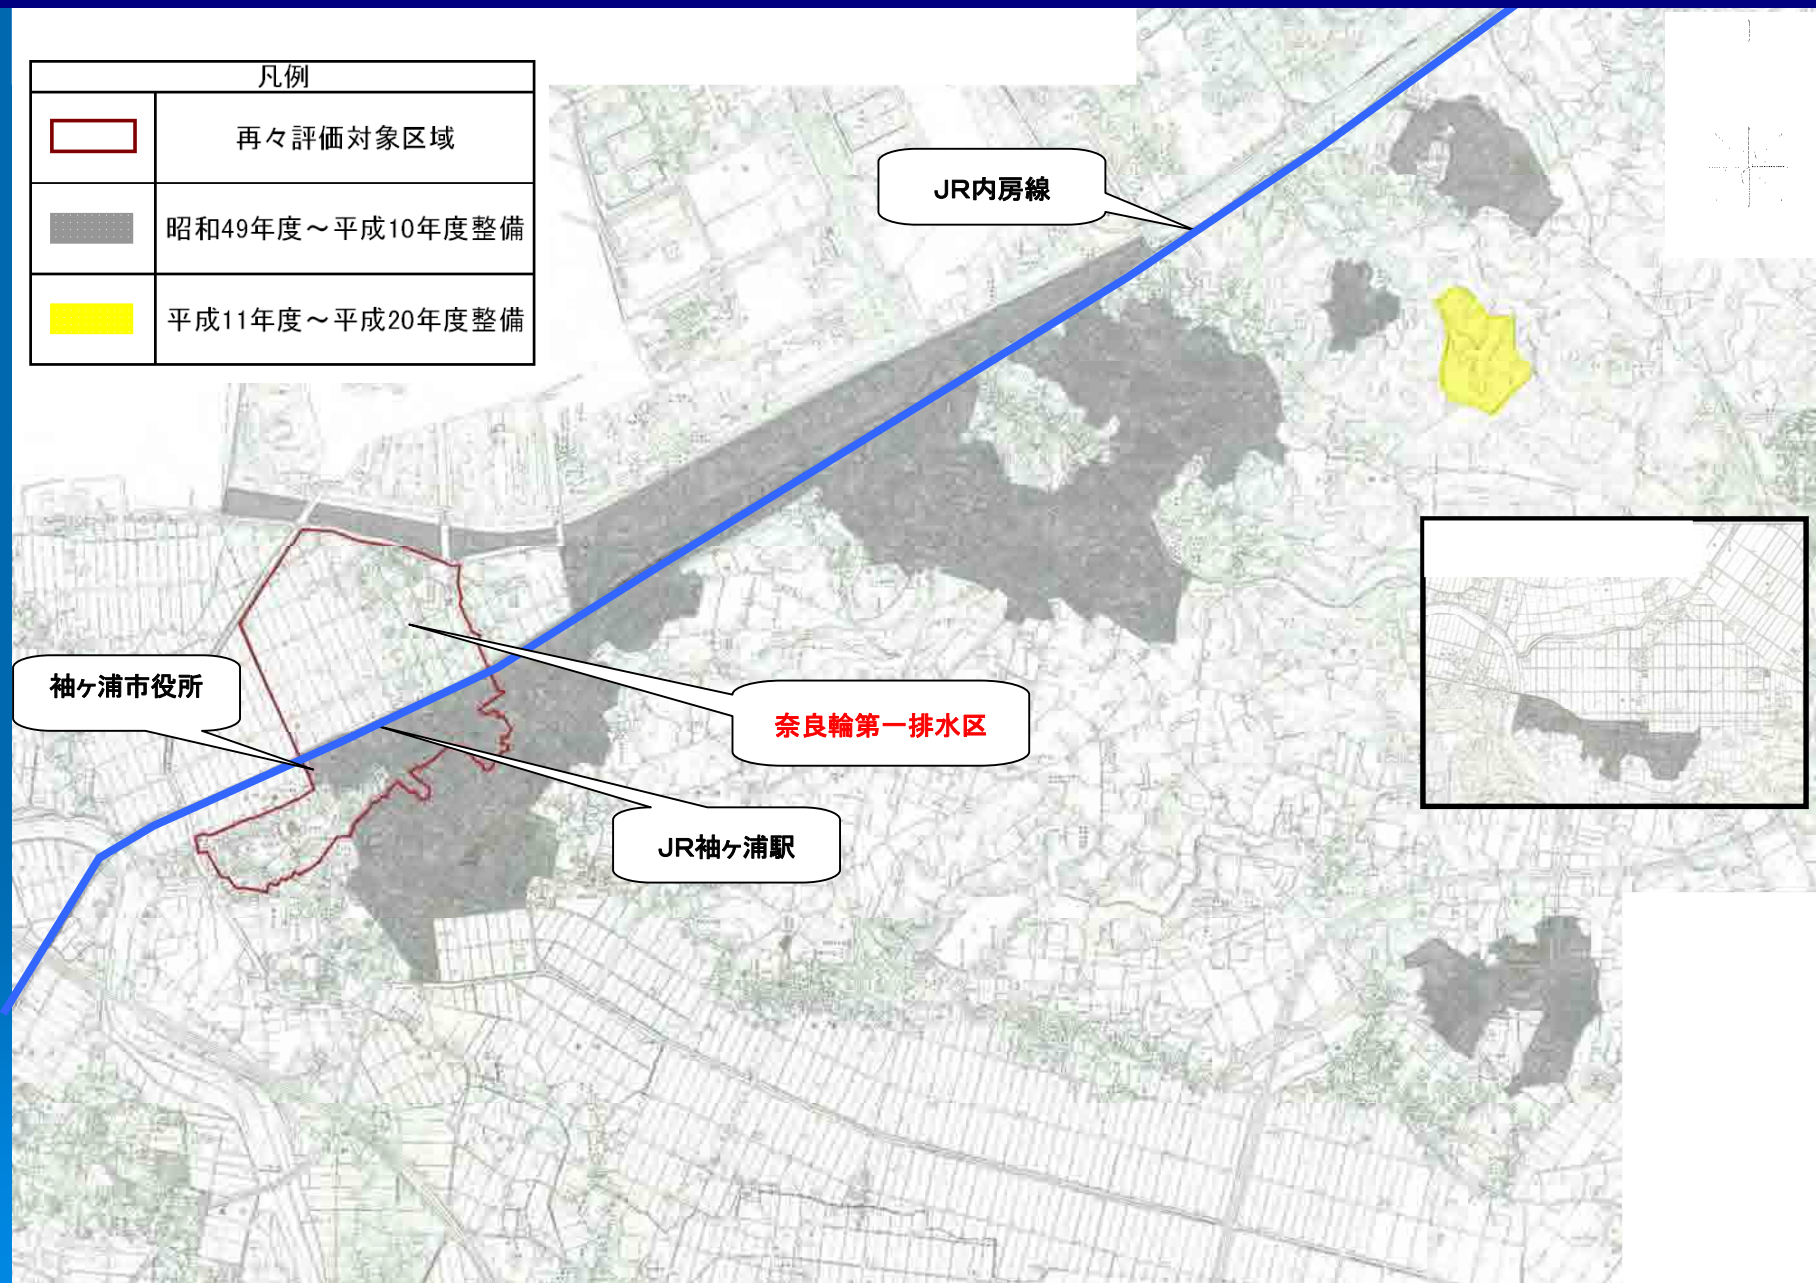 凡例
再々評価対象区域
昭和49年度～平成10年度整備
平成11年度～平成20年度整備
JR内房線
袖ヶ浦市役所
奈良輪第一排水区
JR袖ヶ浦駅